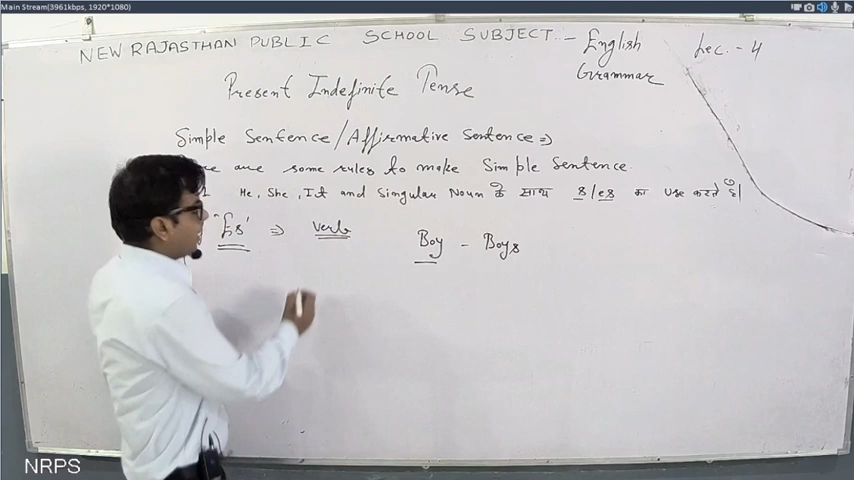 Main Stream(3961kbps, 1920*1080)
NEW RAJASTHAN PUBLIC SCHOOL SUBJECT - English Grammar Lec. - 4
Present Indefinite Tense
Simple Sentence/Affirmative Sentence ⇒
are some rules to make Simple Sentence
He, She, It and Singular Noun के साथ s/es का use करते है।
"Es" ⇒ verb Boy - Boys
NRPS